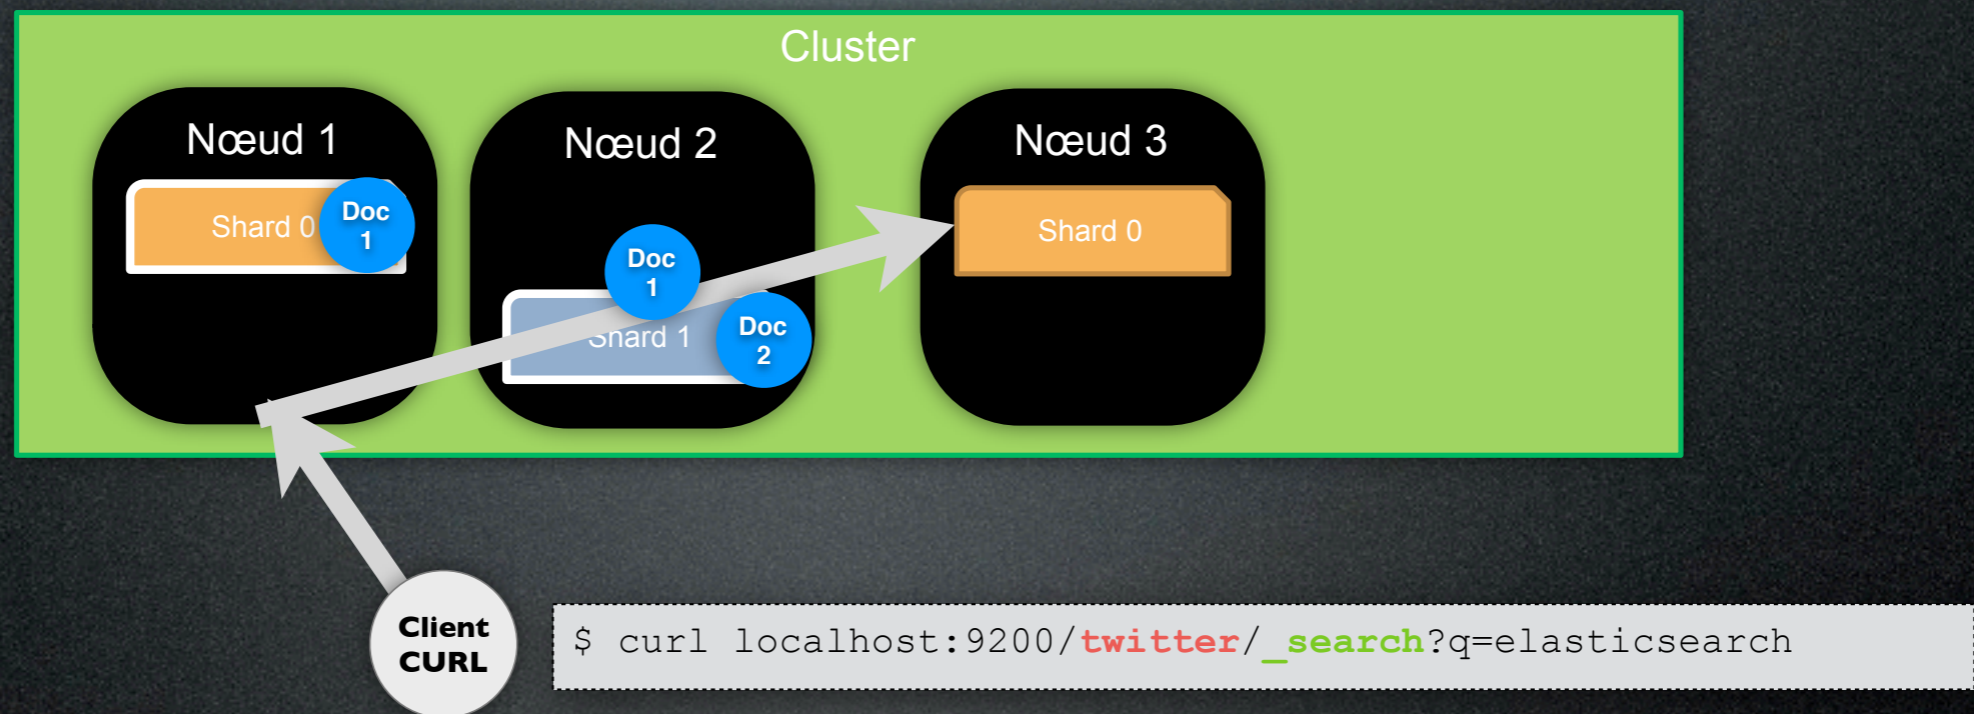 Cluster
Nœud 1
Nœud 2
Nœud 3
Shard 0
Doc
1
Doc
1
Shard 0
Shard 1
Doc
2
Client
CURL
$ curl localhost:9200/twitter/_search?q=elasticsearch